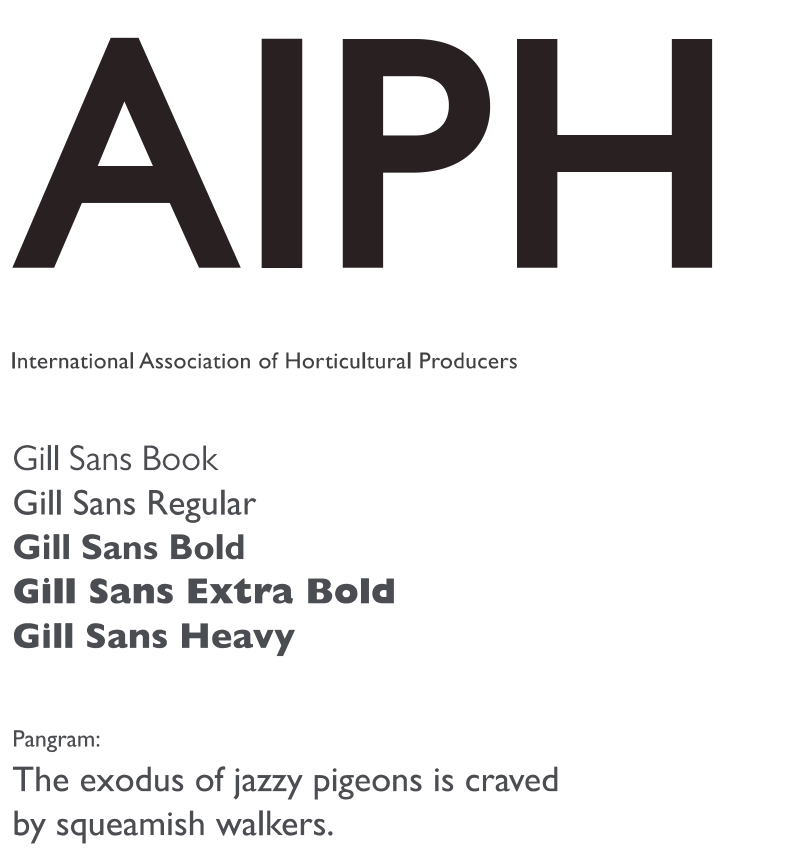 AIPH
International Association of Horticultural Producers
Gill Sans Book
Gill Sans Regular
Gill Sans Bold
Gill Sans Extra Bold
Gill Sans Heavy
Pangram:
The exodus of jazzy pigeons is craved
by squeamish walkers.